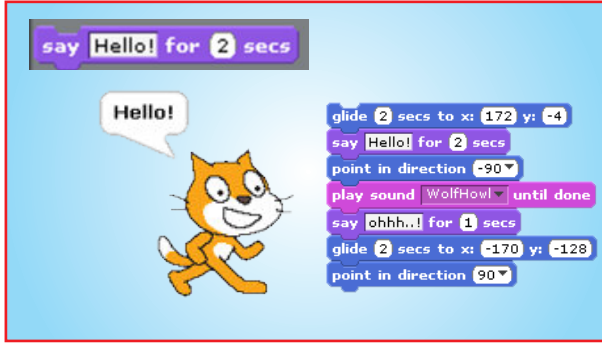 say Hello! for 2 secs
Hello!
glide 2 secs to x: 172 y: -4
say Hello! for 2 secs
point in direction -90
play sound WolfHowl until done
say ohhh..! for 1 secs
glide 2 secs to x: -170 y: -128
point in direction 90